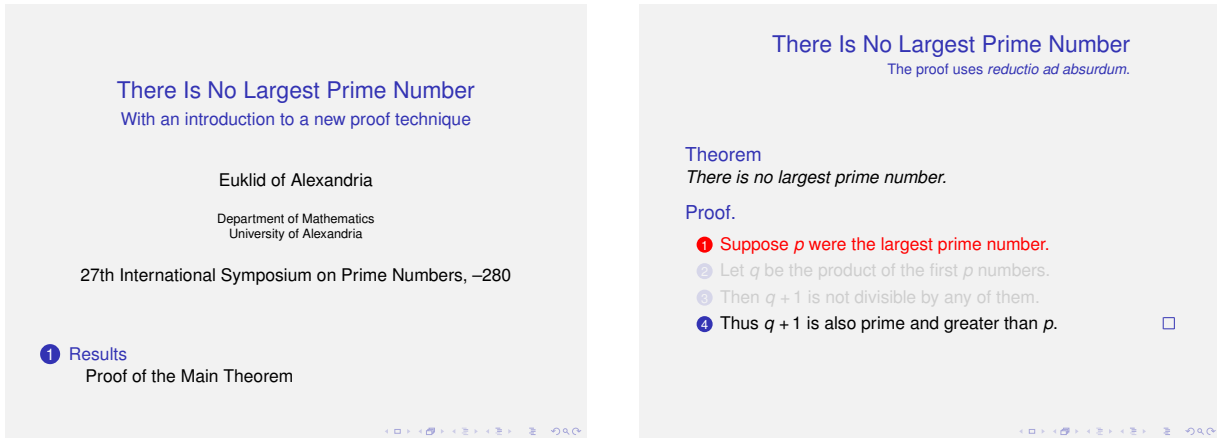 There Is No Largest Prime Number
With an introduction to a new proof technique
Euklid of Alexandria
Department of Mathematics
University of Alexandria
27th International Symposium on Prime Numbers, –280
1 Results
Proof of the Main Theorem
There Is No Largest Prime Number
The proof uses reductio ad absurdum.
Theorem
There is no largest prime number.
Proof.
1 Suppose p were the largest prime number.
2 Let q be the product of the first p numbers.
3 Then q + 1 is not divisible by any of them.
4 Thus q + 1 is also prime and greater than p.